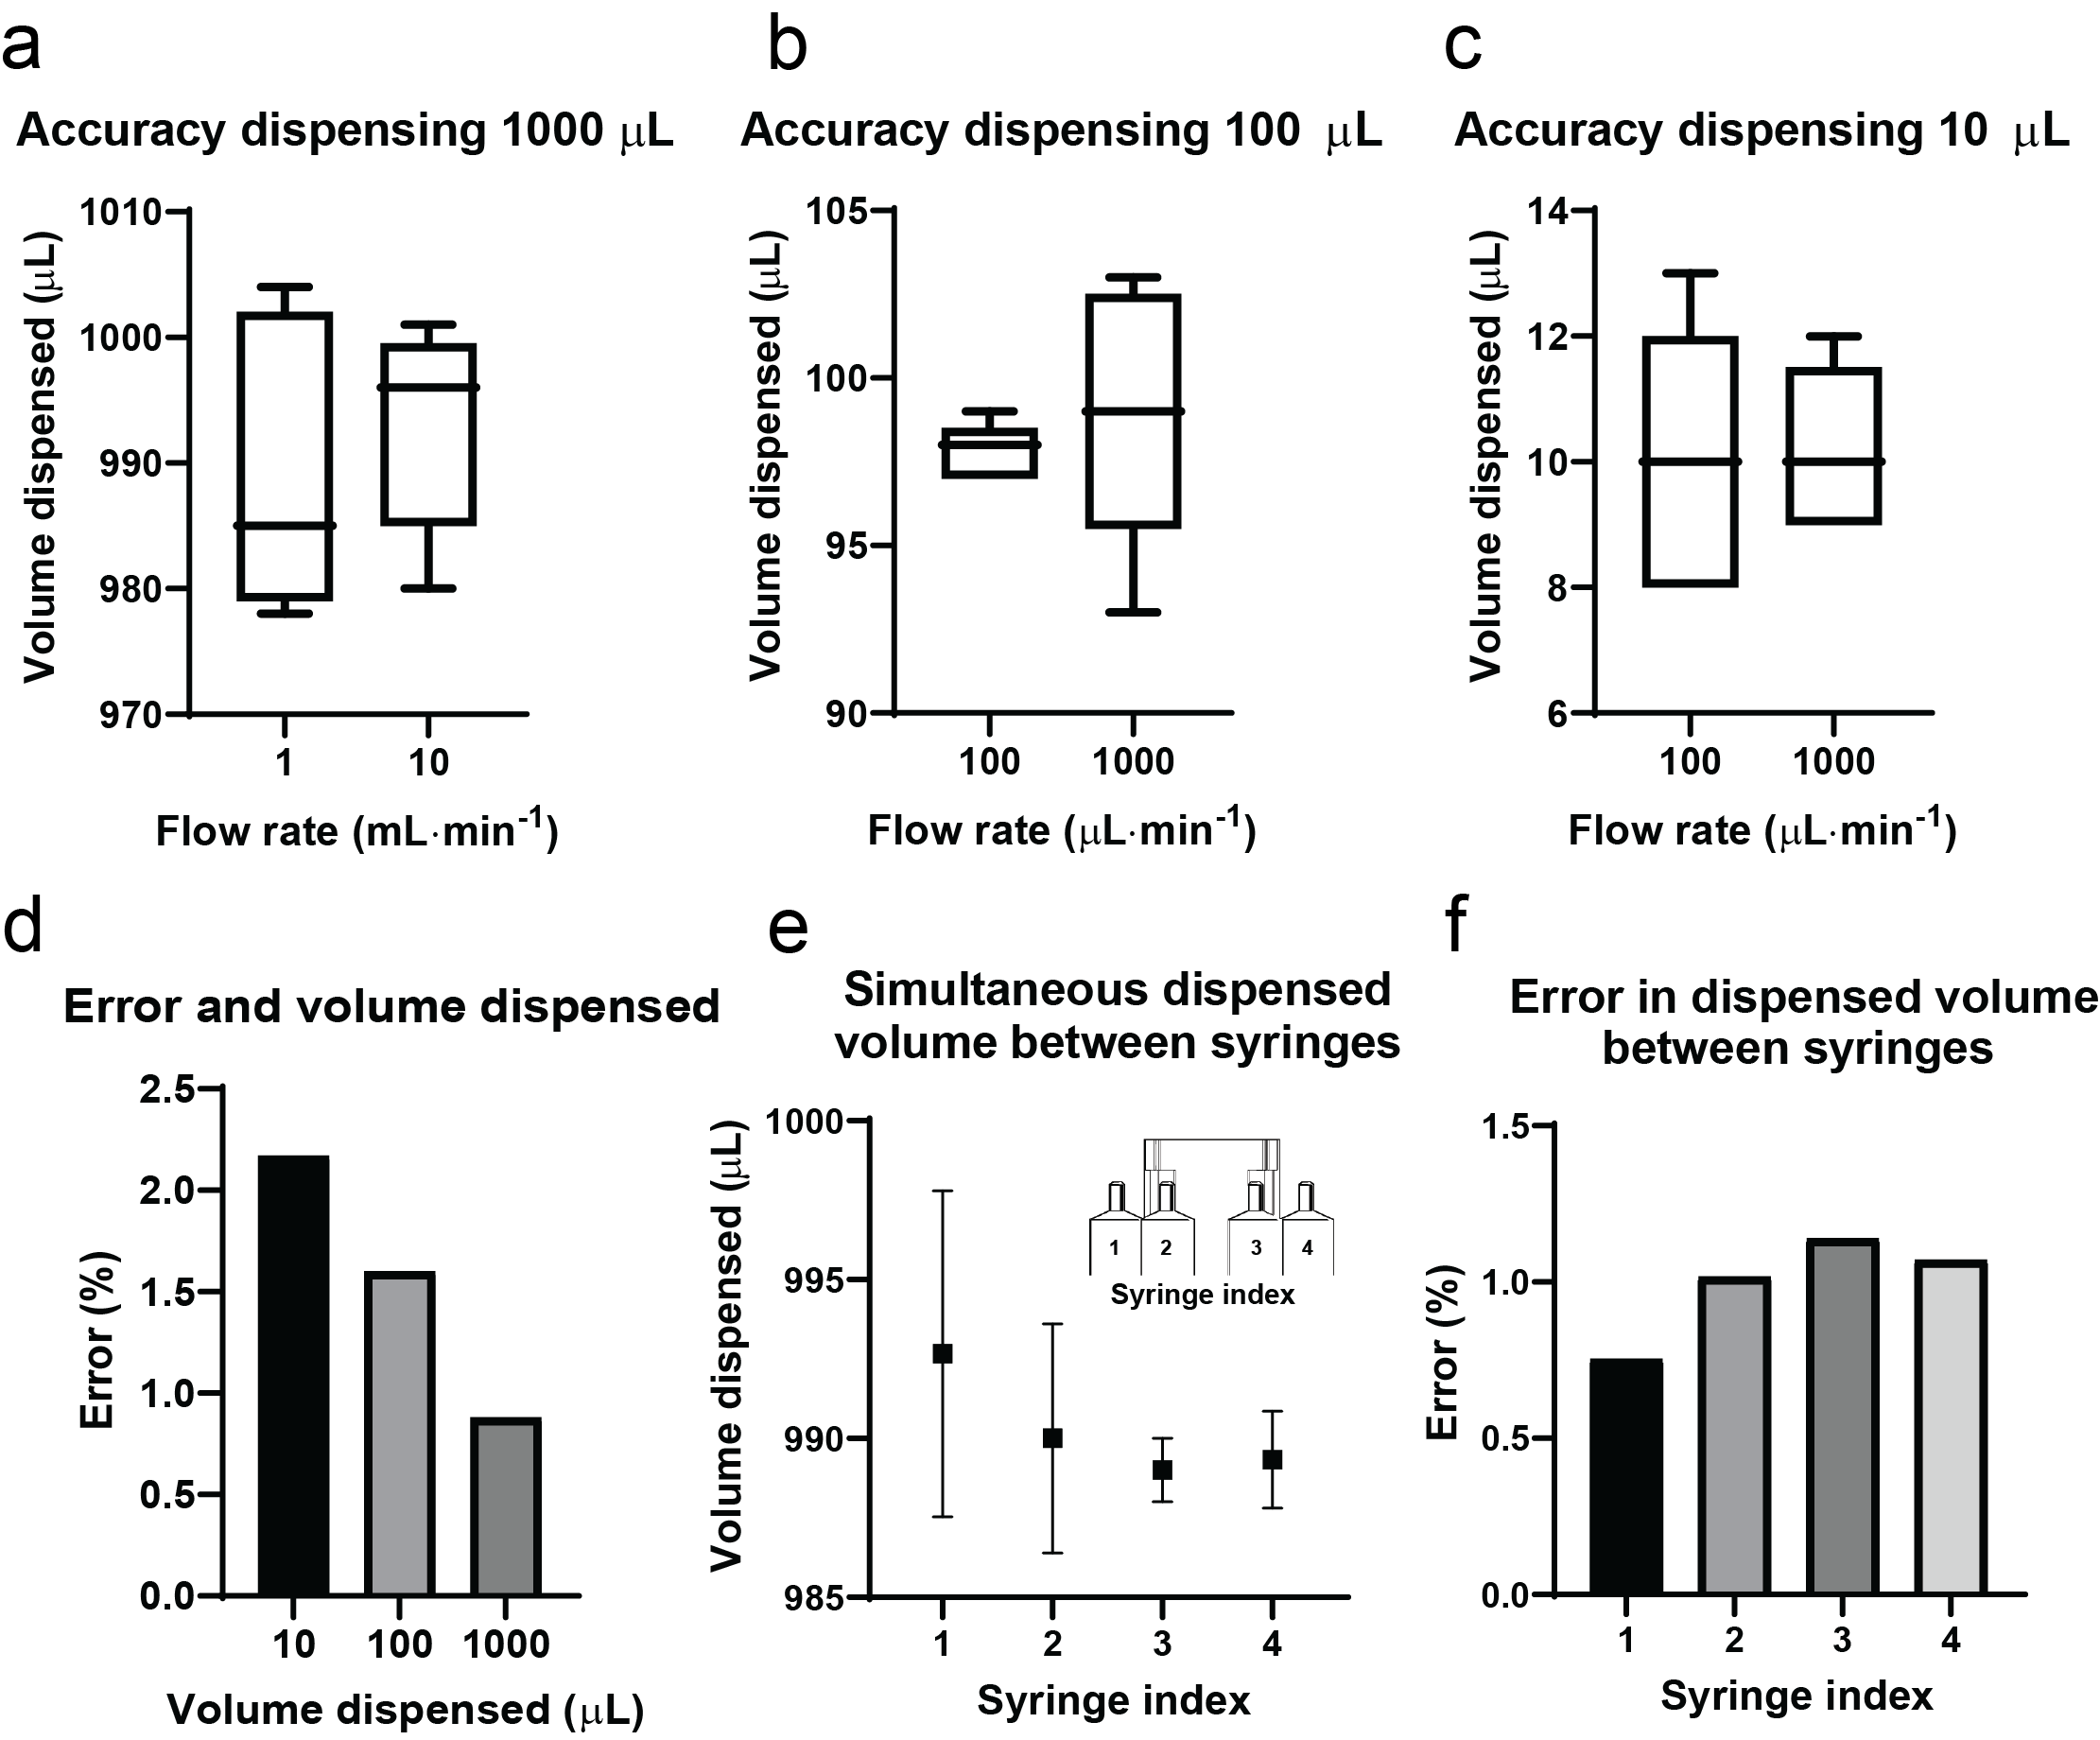 a
Accuracy dispensing 1000 μL
Volume dispensed (μL)
1010
1000
990
980
970
1 10
Flow rate (mL·min-1)
b
Accuracy dispensing 100 μL
Volume dispensed (μL)
105
100
95
90
100 1000
Flow rate (μL·min-1)
c
Accuracy dispensing 10 μL
Volume dispensed (μL)
14
12
10
8
6
100 1000
Flow rate (μL·min-1)
d
Error and volume dispensed
Error (%)
2.5
2.0
1.5
1.0
0.5
0.0
10 100 1000
Volume dispensed (μL)
e
Simultaneous dispensed
volume between syringes
Volume dispensed (μL)
1000
995
990
985
1 2 3 4
Syringe index
1 2 3 4
Syringe index
f
Error in dispensed volume
between syringes
Error (%)
1.5
1.0
0.5
0.0
1 2 3 4
Syringe index